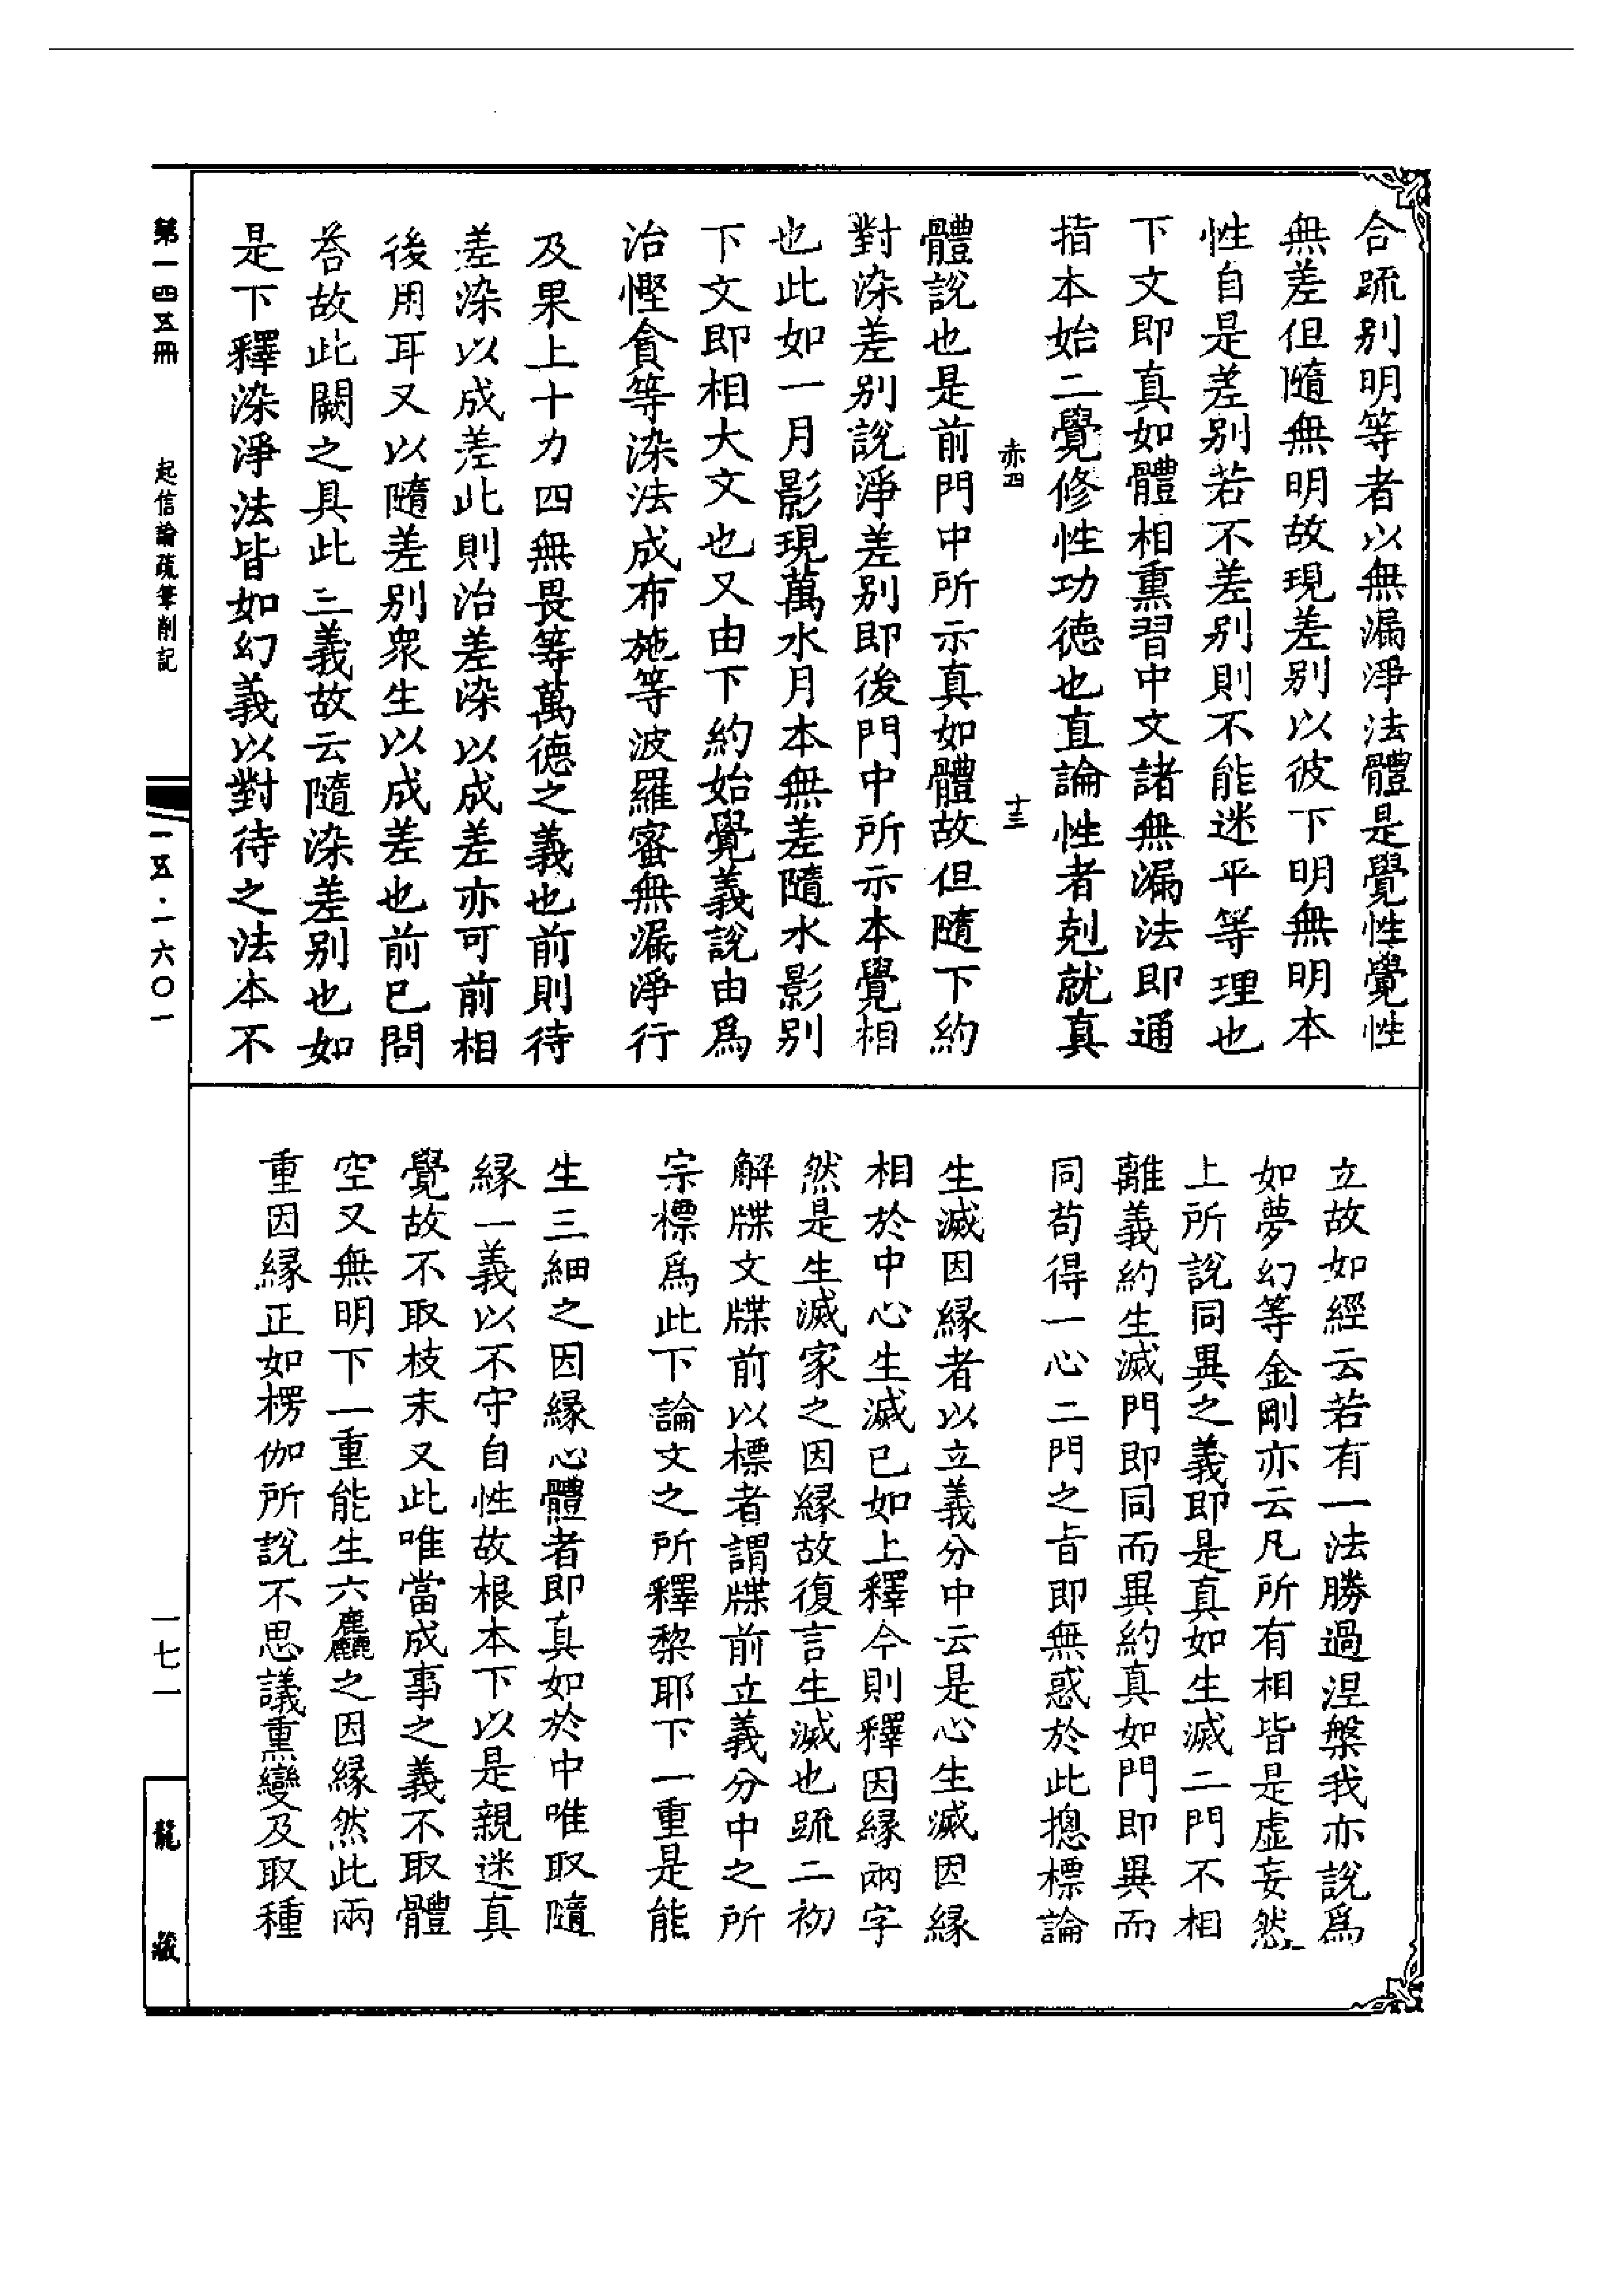 合疏别明等者以無漏淨法體是覺性覺性
無差但隨無明故現差别以彼下明無明本
性自是差别若不差别則不能迷平等理也
下文即真如體相熏習中文諸無漏法即通
指本始二覺修性功德也直論性者剋就真
赤四
十三
體說也是前門中所示真如體故但隨下約
對染差别說淨差别即後門中所示本覺相
也此如一月影現萬水月本無差隨水影别
下文即相大文也又由下約始覺義說由爲
治慳貪等染法成布施等波羅蜜無漏淨行
及果上十力四無畏等萬德之義也前則待
差染以成差此則治差染以成差亦可前相
後用耳又以隨差别衆生以成差也前已問
荅故此闕之具此三義故云隨染差别也如
是下釋染淨法皆如幻義以對待之法本不
立故如經云若有一法勝過涅槃我亦說爲
如夢幻等金剛亦云凡所有相皆是虛妄然
上所說同異之義即是真如生滅二門不相
離義約生滅門即同而異約真如門即異而
同苟得一心二門之旨即無惑於此摠標論
生滅因緣者以立義分中云是心生滅因緣
相於中心生滅已如上釋今則釋因緣兩字
然是生滅家之因緣故復言生滅也䟽二初
解牒文牒前以標者謂牒前立義分中之所
宗標爲此下論文之所釋黎耶下一重是能
生三細之因緣心體者即真如於中唯取隨
緣一義以不守自性故根本下以是親迷真
覺故不取枝末又此唯當成事之義不取體
空又無明下一重能生六麤之因緣然此兩
重因緣正如楞伽所說不思議熏變及取種
第一四五冊
起信論疏筆削記
一五·一六〇一
一七一
龍藏